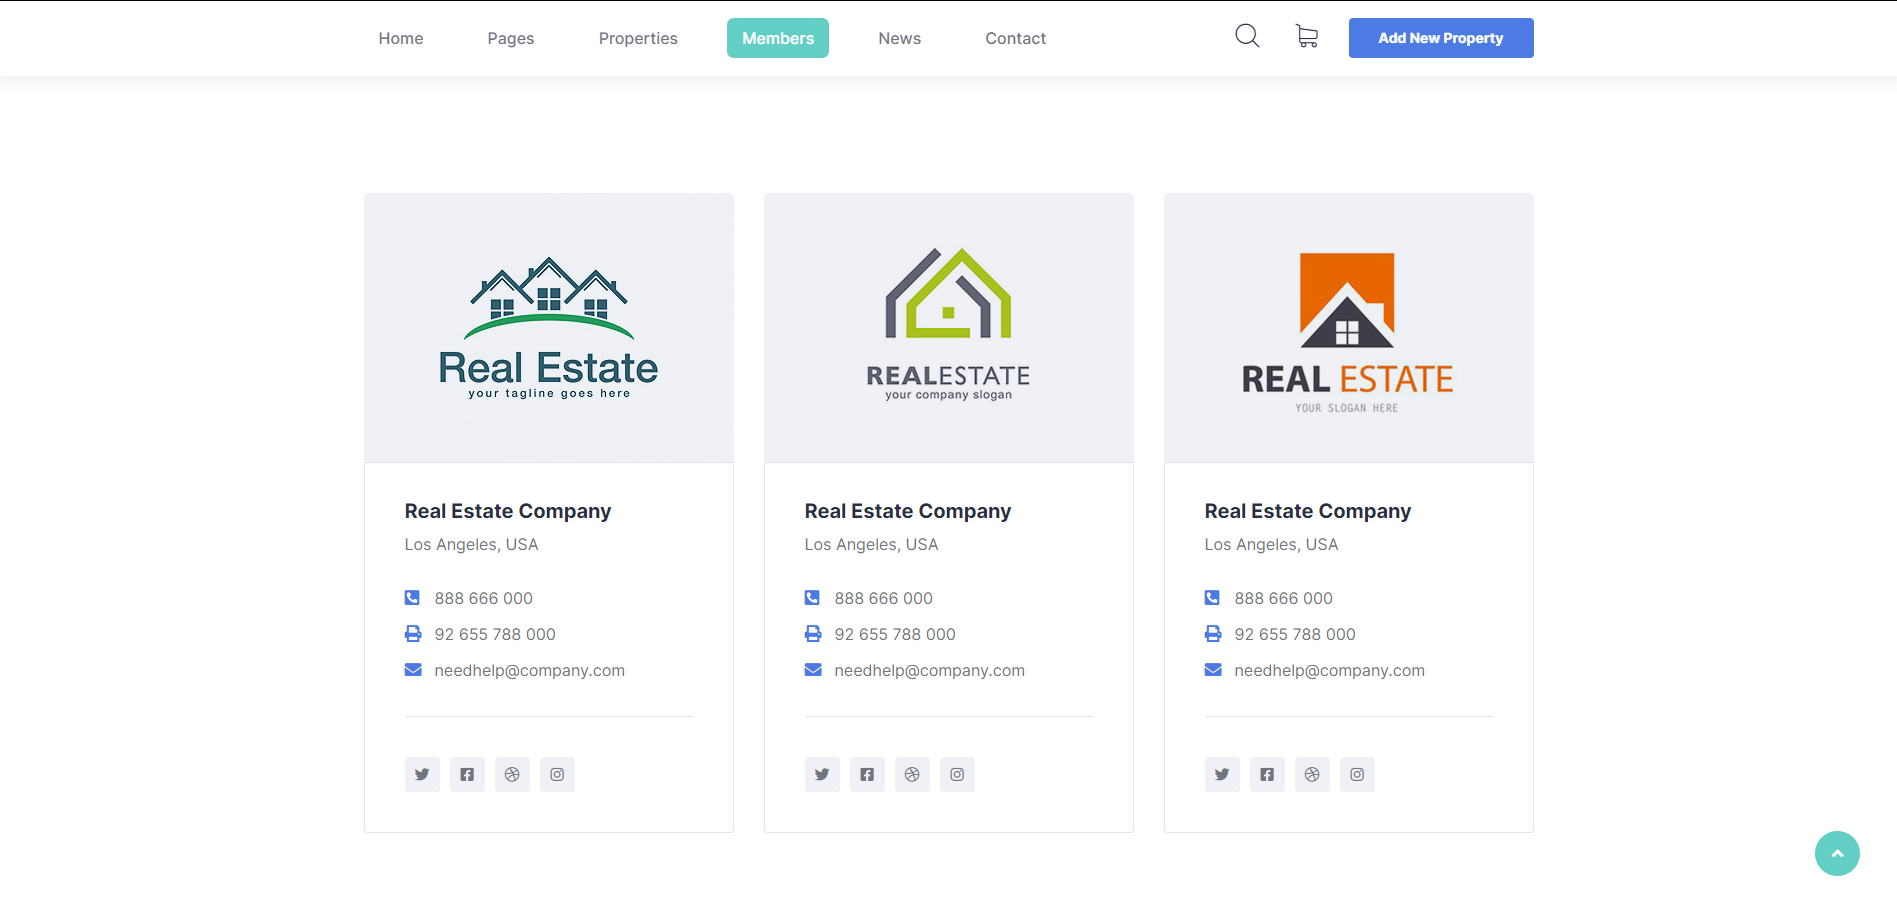 Home Pages Properties Members News Contact Add New Property
Real Estate
your tagline goes here
REALESTATE
your company slogan
REAL ESTATE
YOUR SLOGAN HERE
Real Estate Company
Los Angeles, USA
888 666 000
92 655 788 000
needhelp@company.com
Real Estate Company
Los Angeles, USA
888 666 000
92 655 788 000
needhelp@company.com
Real Estate Company
Los Angeles, USA
888 666 000
92 655 788 000
needhelp@company.com